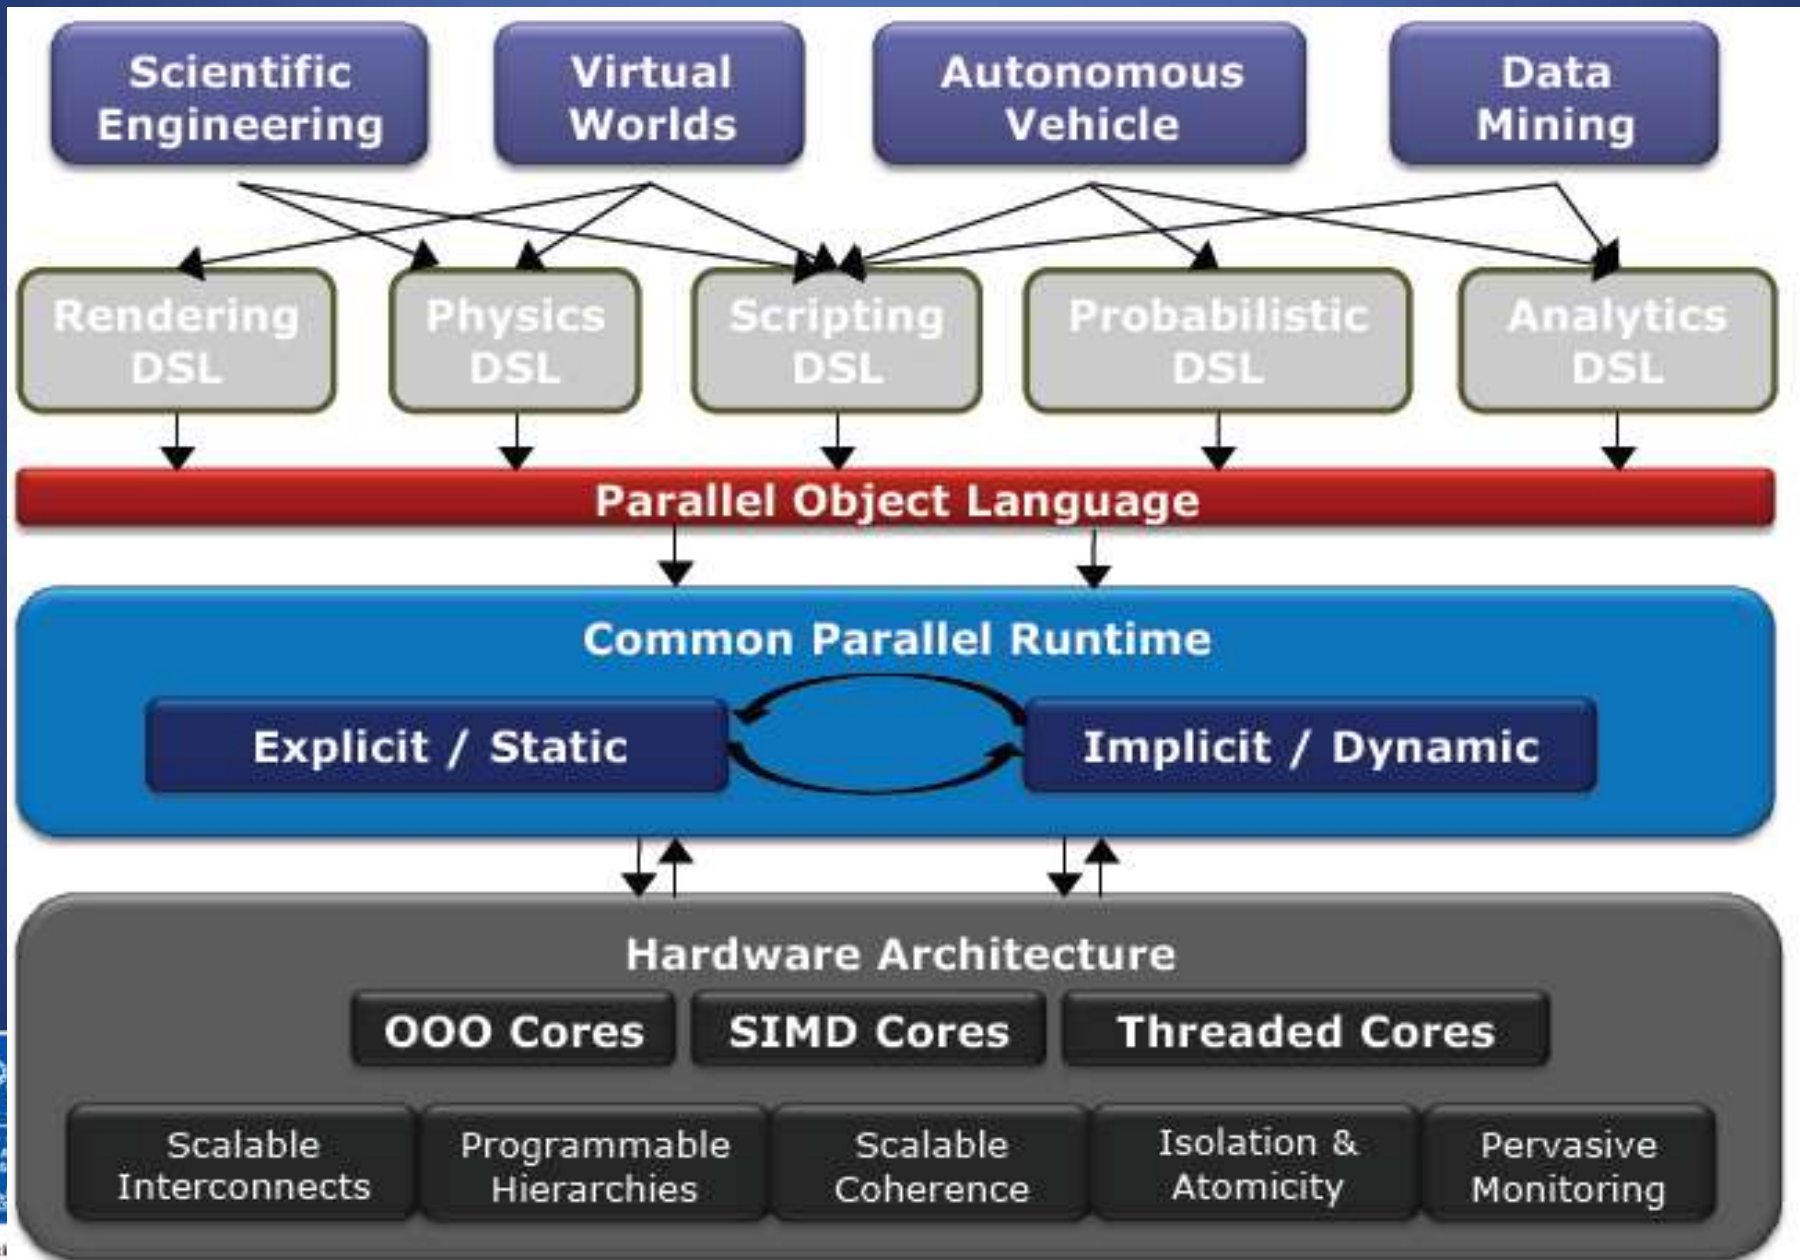 Scientific
Engineering
Virtual
Worlds
Autonomous
Vehicle
Data
Mining
Rendering
DSL
Physics
DSL
Scripting
DSL
Probabilistic
DSL
Analytics
DSL
Parallel Object Language
Common Parallel Runtime
Explicit / Static
Implicit / Dynamic
Hardware Architecture
OOO Cores
SIMD Cores
Threaded Cores
Scalable
Interconnects
Programmable
Hierarchies
Scalable
Coherence
Isolation &
Atomicity
Pervasive
Monitoring